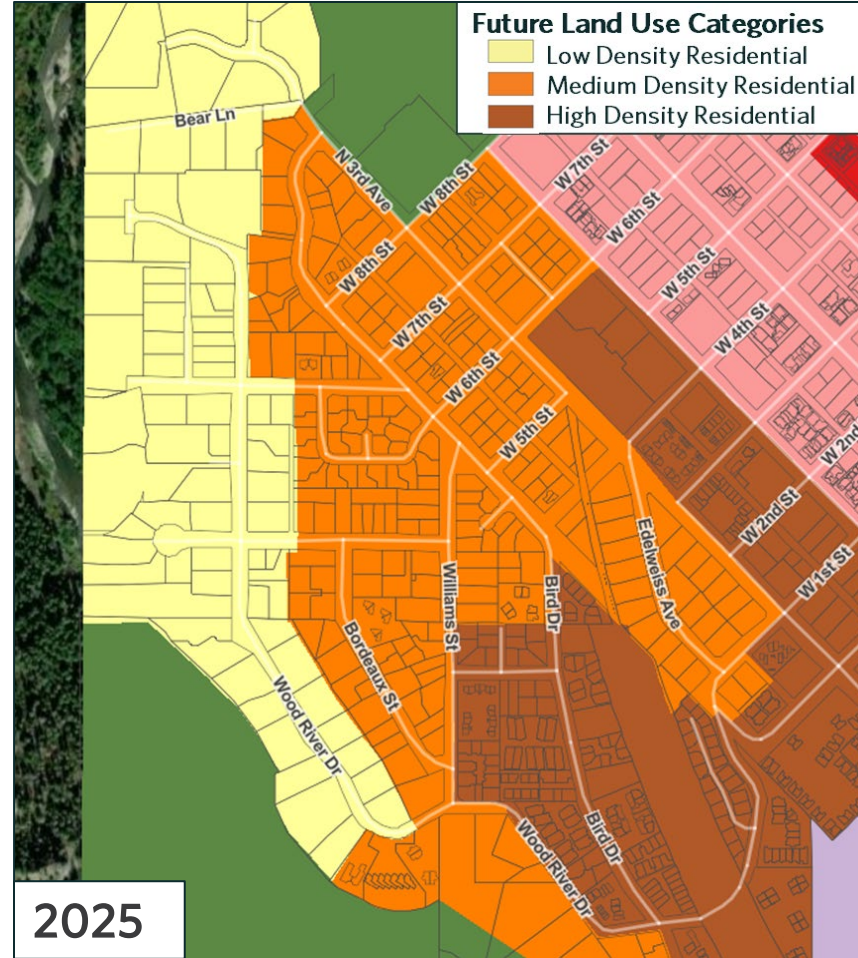 Future Land Use Categories
Low Density Residential
Medium Density Residential
High Density Residential
Bear Ln
N 3rd Ave
W 8th St
W 7th St
W 6th St
W 5th St
W 4th St
W 2nd
W 8th St
W 7th St
W 6th St
W 5th St
W 2nd St
W 1st St
Edelweiss Ave
Williams St
Bird Dr
Bordeaux St
Wood River Dr
Wood River Dr
Bird Dr
2025